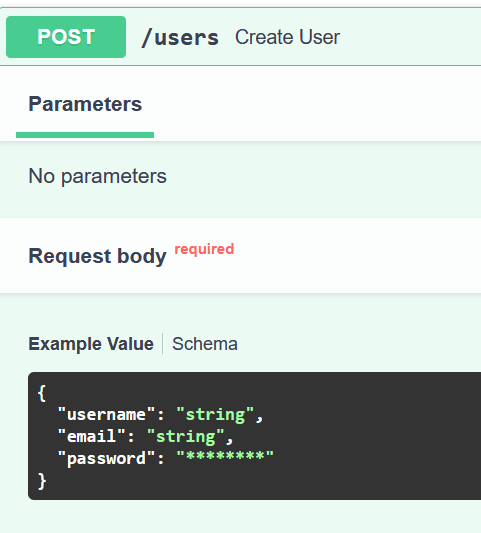 POST /users Create User
Parameters
No parameters
Request body required
Example Value | Schema
{
  "username": "string",
  "email": "string",
  "password": "********"
}